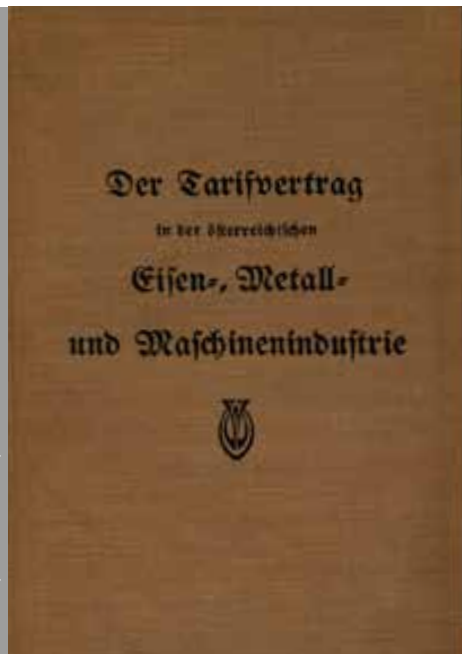 Der Tarifvertrag
in der öſterreichiſchen
Eiſen-, Metall-
und Maſchineninduſtrie